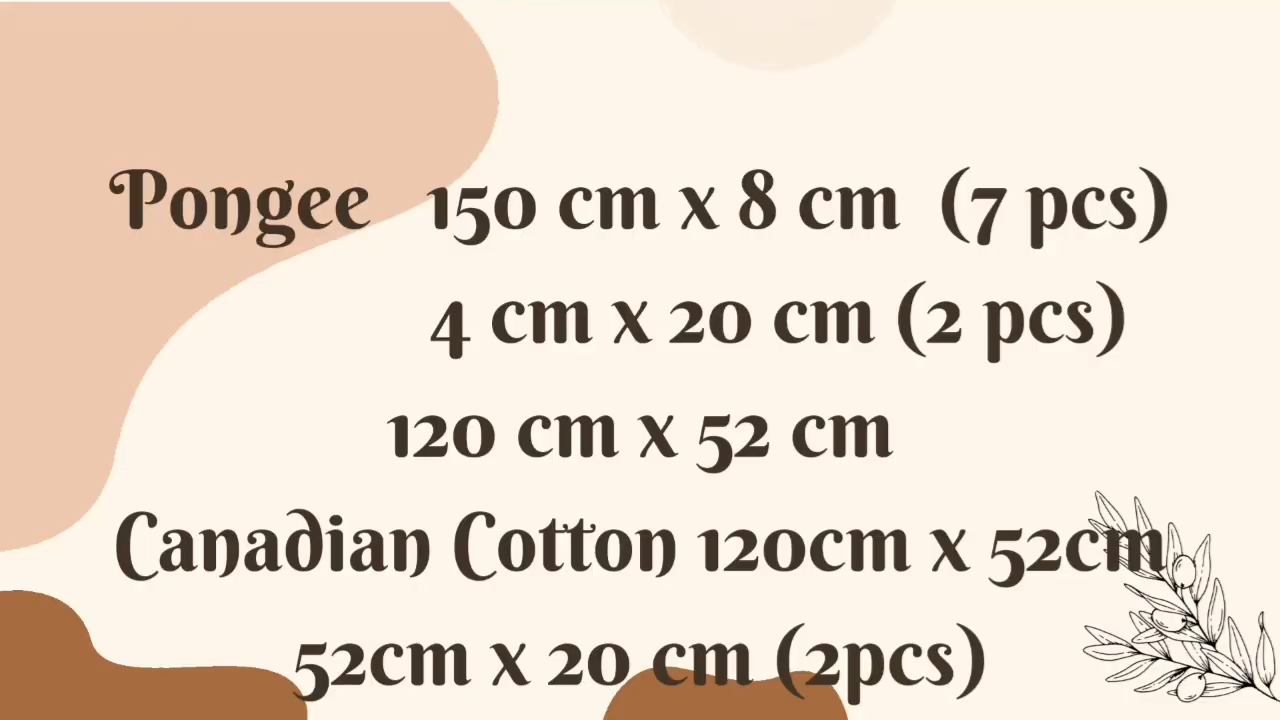 Pongee 150 cm x 8 cm (7 pcs)
4 cm x 20 cm (2 pcs)
120 cm x 52 cm
Canadian Cotton 120cm x 52cm
52cm x 20 cm (2pcs)